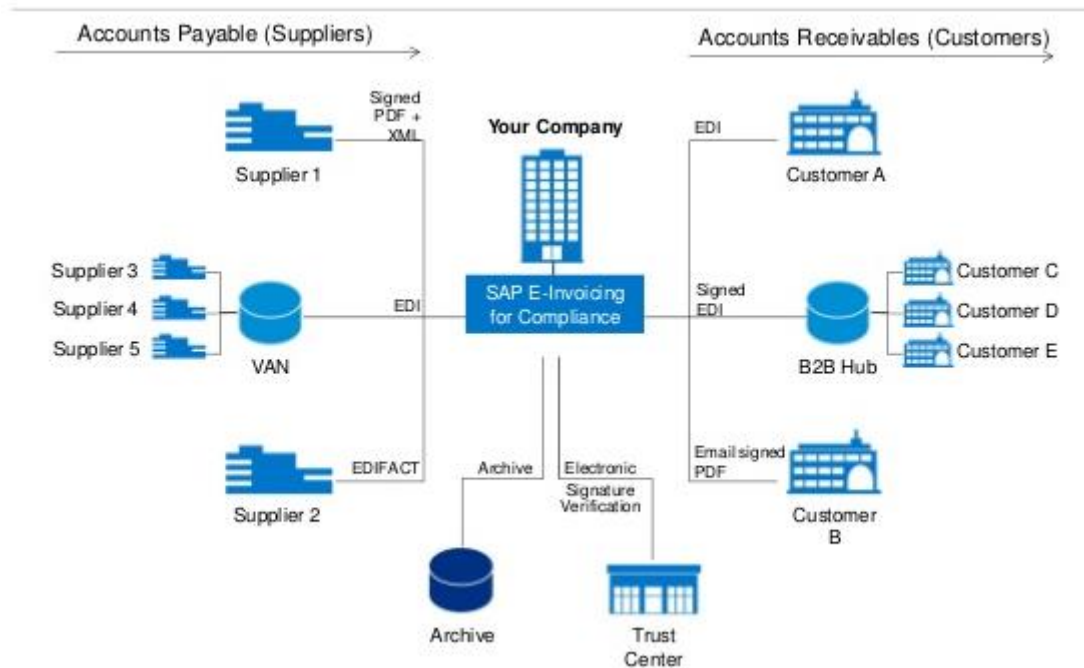 Accounts Payable (Suppliers)
Accounts Receivables (Customers)
Signed
PDF +
XML
Supplier 1
Your Company
EDI
Customer A
Supplier 3
Supplier 4
Supplier 5
VAN
EDI
SAP E-Invoicing
for Compliance
Signed
EDI
B2B Hub
Customer C
Customer D
Customer E
EDIFACT
Supplier 2
Archive
Electronic
Signature
Verification
Email signed
PDF
Customer
B
Archive
Trust
Center